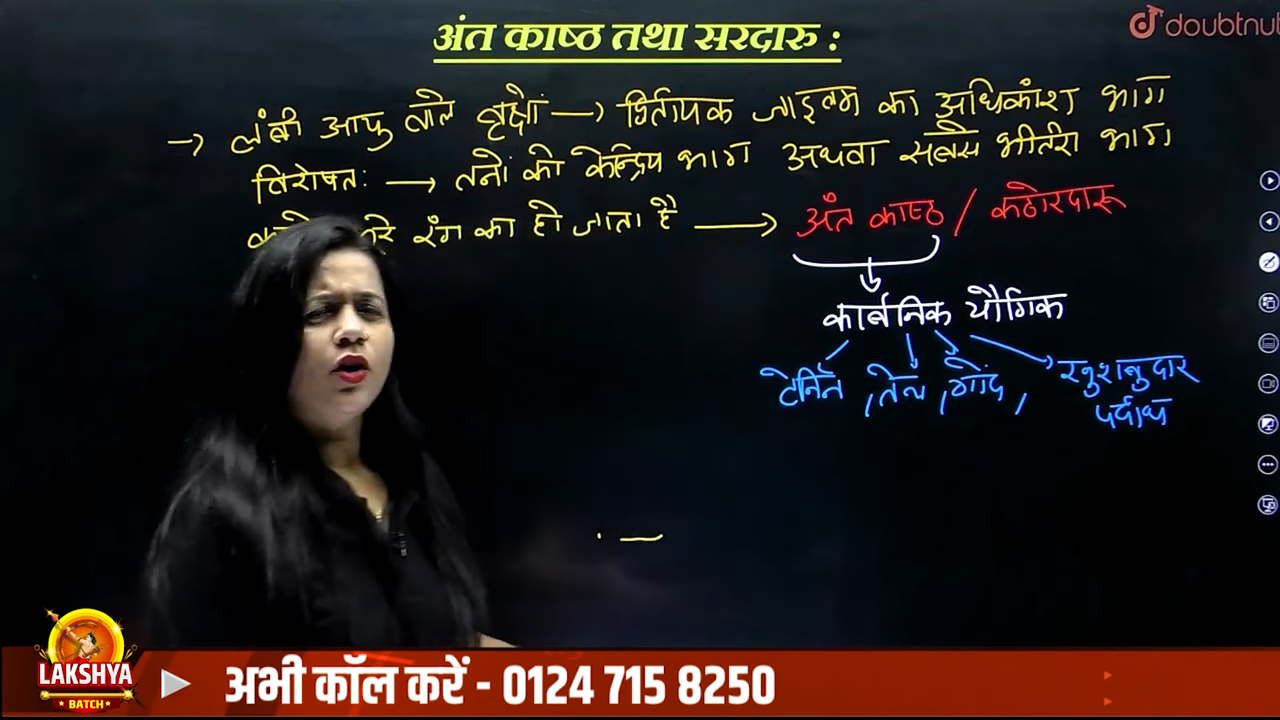 doubtnut
अंत काष्ठ तथा सरदारु :
→ लंबी आयु वाले वृक्षों → द्वितीयक जाइलम का अधिकांश भाग
विशेषतः → तनों को केन्द्रिय भाग अथवा सबसे भीतरी भाग
रंग का हो जाता है → अंत काष्ठ / कठोरदारू
कार्बनिक यौगिक
टेनिन , तेल , गोंद , खुशबुदार
पर्दाथ
LAKSHYA
BATCH
अभी कॉल करें - 0124 715 8250